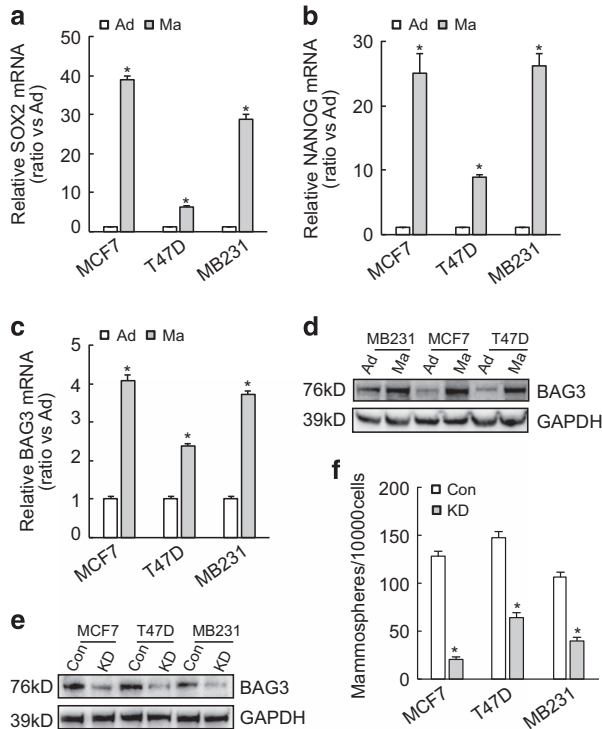 a
Ad Ma
Relative SOX2 mRNA
(ratio vs Ad)
50
40
30
20
10
0
* * *
MCF7 T47D MB231
b
Ad Ma
Relative NANOG mRNA
(ratio vs Ad)
30
20
10
0
* * *
MCF7 T47D MB231
c
Ad Ma
Relative BAG3 mRNA
(ratio vs Ad)
5
4
3
2
1
0
* * *
MCF7 T47D MB231
d
MB231 MCF7 T47D
Ad Ma Ad Ma Ad Ma
76kD BAG3
39kD GAPDH
e
MCF7 T47D MB231
Con KD Con KD Con KD
76kD BAG3
39kD GAPDH
f
Con
KD
Mammospheres/10000cells
200
150
100
50
0
* * *
MCF7 T47D MB231